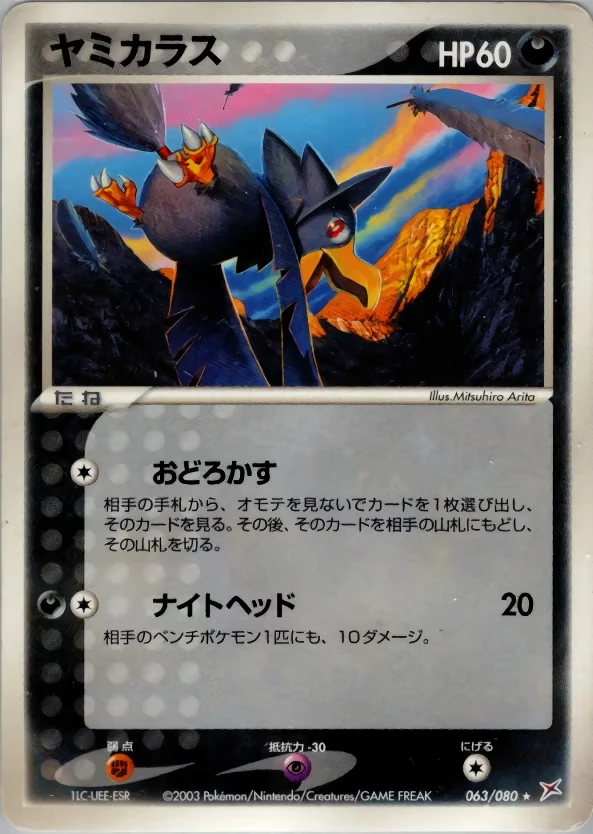 ヤミカラス HP60
たね Illus. Mitsuhiro Arita
おどろかす
相手の手札から、オモテを見ないでカードを1枚選び出し、
そのカードを見る。その後、そのカードを相手の山札にもどし、
その山札を切る。
ナイトヘッド 20
相手のベンチポケモン1匹にも、10ダメージ。
弱点 抵抗力 -30 にげる
1LC-UEE-ESR ©2003 Pokémon/Nintendo/Creatures/GAME FREAK 063/080 ★